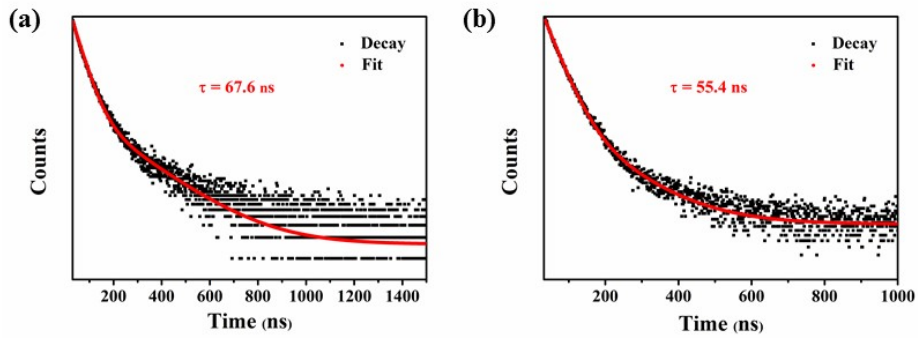 (a)
Decay
Fit
τ = 67.6 ns
Counts
200 400 600 800 1000 1200 1400
Time (ns)
(b)
Decay
Fit
τ = 55.4 ns
Counts
200 400 600 800 1000
Time (ns)